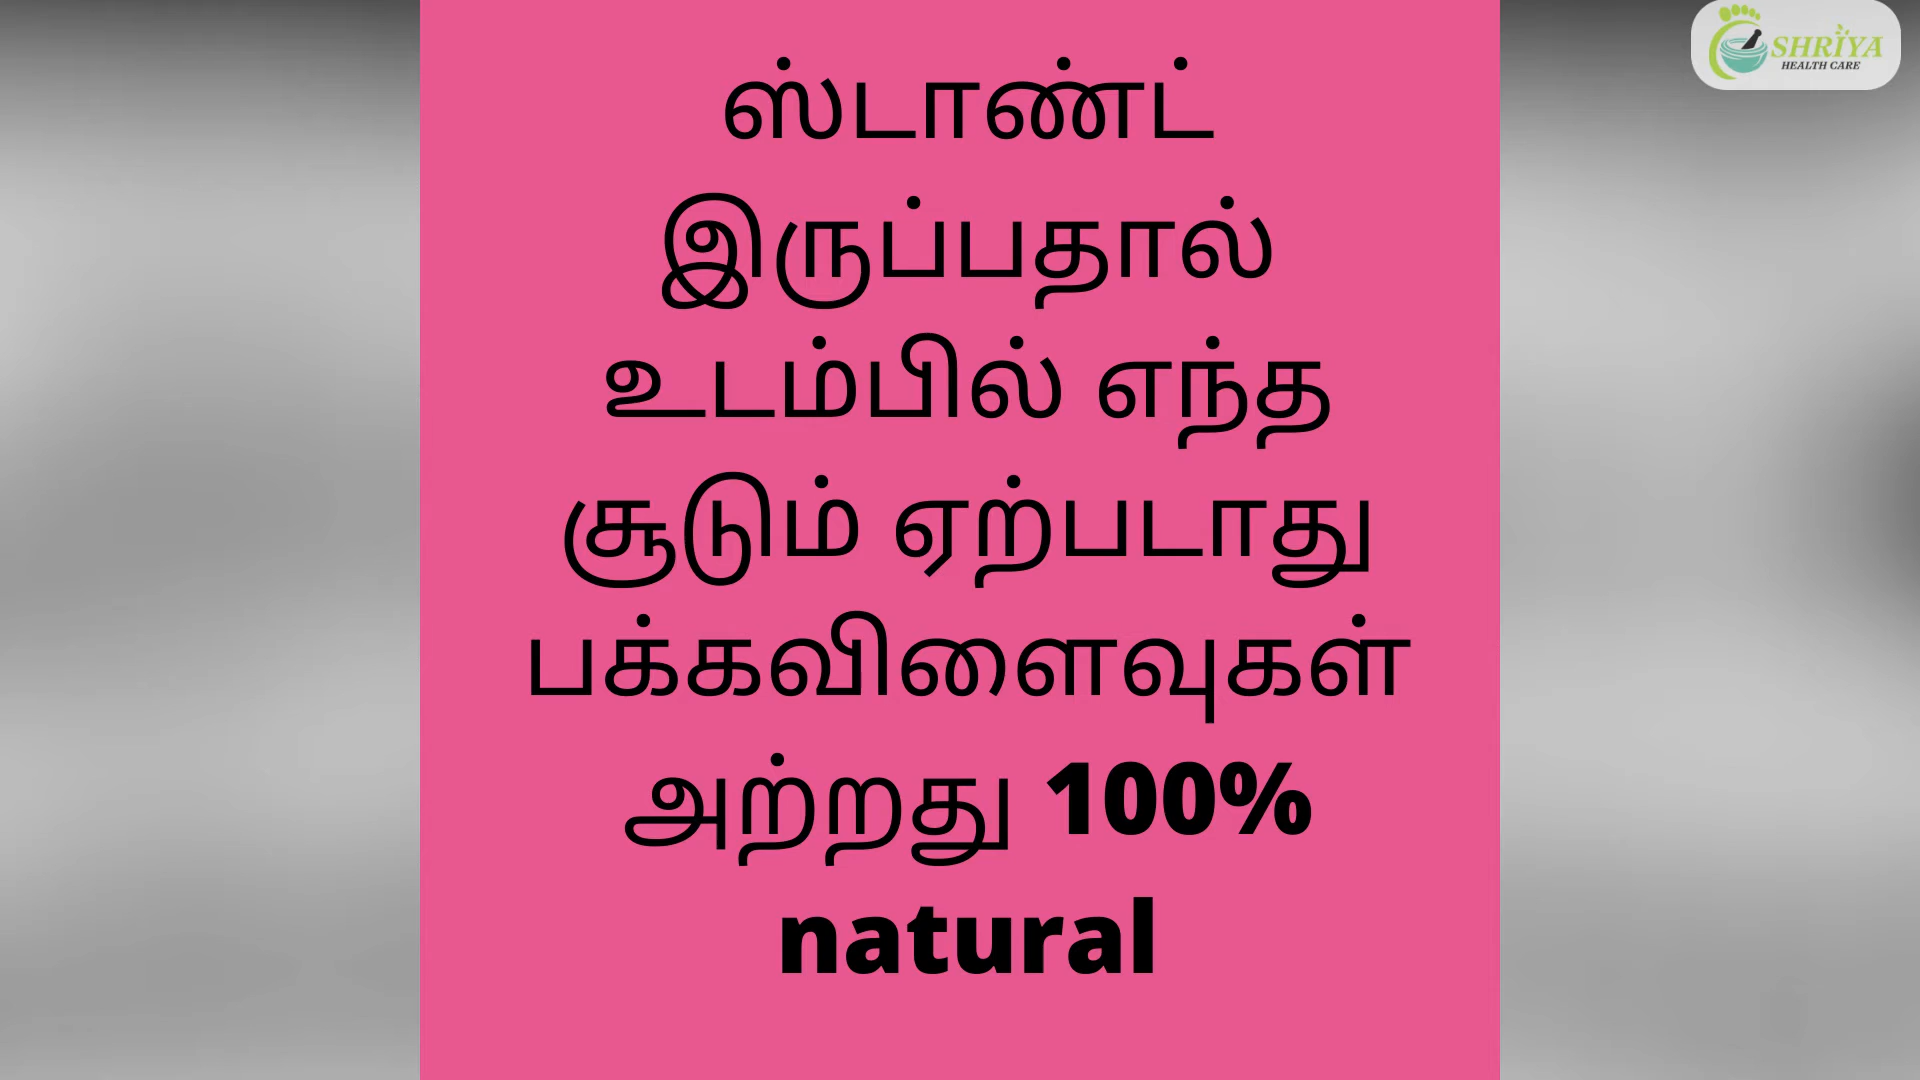 SHRIYA
HEALTH CARE
ஸ்டாண்ட்
இருப்பதால்
உடம்பில் எந்த
சூடும் ஏற்படாது
பக்கவிளைவுகள்
அற்றது 100%
natural